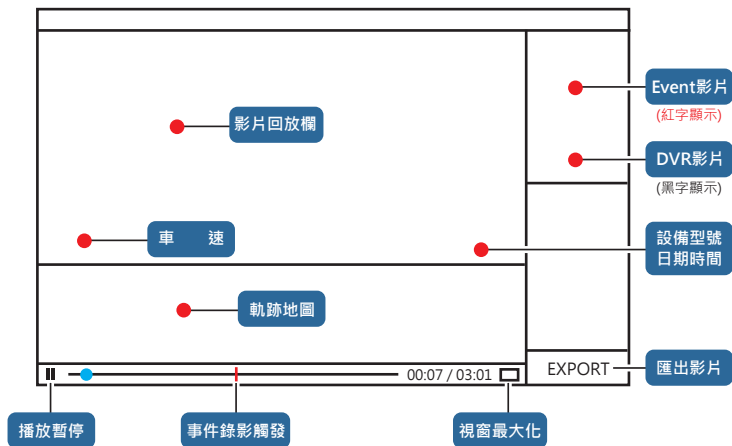 Event影片
(紅字顯示)
影片回放欄
DVR影片
(黑字顯示)
車 速
設備型號
日期時間
軌跡地圖
00:07 / 03:01
EXPORT
匯出影片
播放暫停
事件錄影觸發
視窗最大化